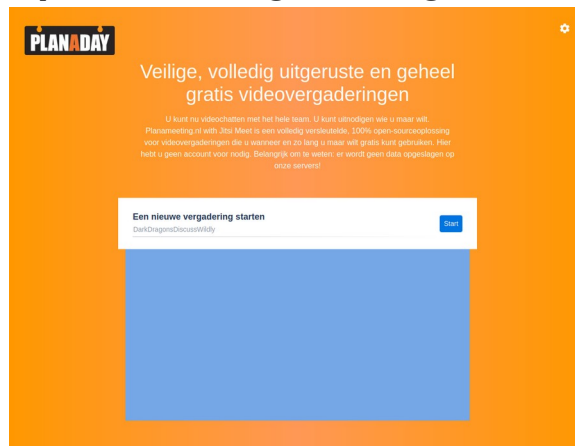 PLANADAY
Veilige, volledig uitgeruste en geheel
gratis videovergaderingen
U kunt nu videochatten met het hele team. U kunt uitnodigen wie u maar wilt.
Planameeting.nl with Jitsi Meet is een volledig versleutelde, 100% open-sourceoplossing
voor videovergaderingen die u wanneer en zo lang u maar wilt gratis kunt gebruiken. Hier
hebt u geen account voor nodig. Belangrijk om te weten: er wordt geen data opgeslagen op
onze servers!
Een nieuwe vergadering starten
DarkDragonsDiscussWildly
Start